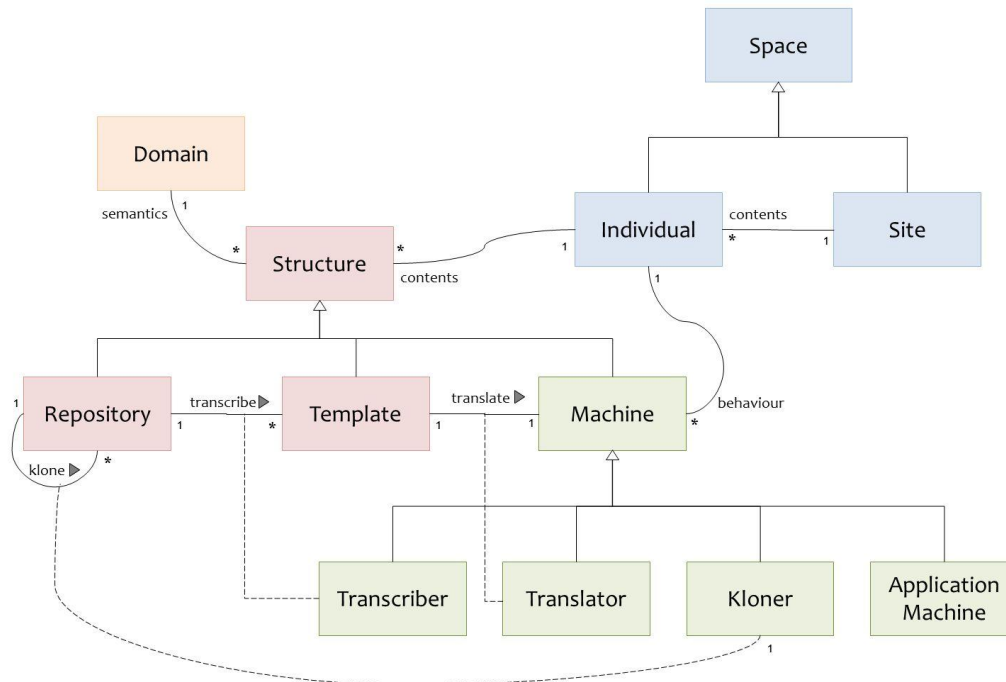 Space
Domain
1
semantics
*
Structure
*
contents
1
Individual
contents
*
1
Site
1
1
Repository
klone
*
transcribe
1
*
Template
translate
1
1
Machine
behaviour
*
Transcriber
Translator
Kloner
1
Application
Machine